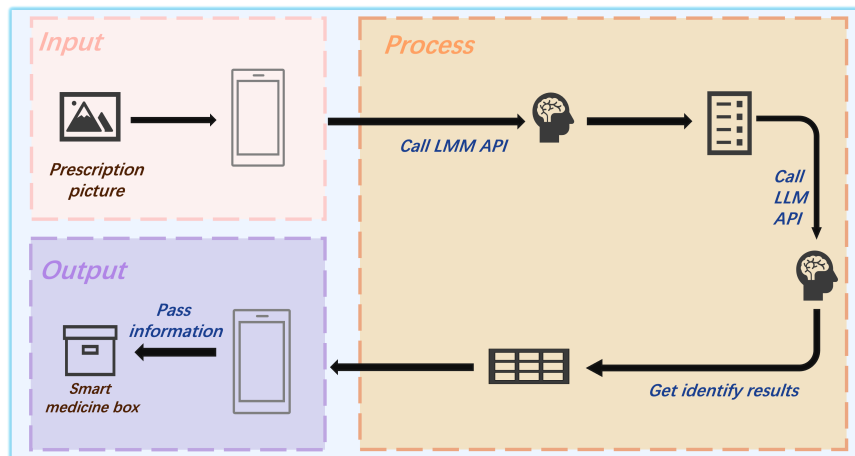 Input
Prescription
picture
Process
Call LMM API
Call
LLM
API
Get identify results
Output
Pass
information
Smart
medicine box